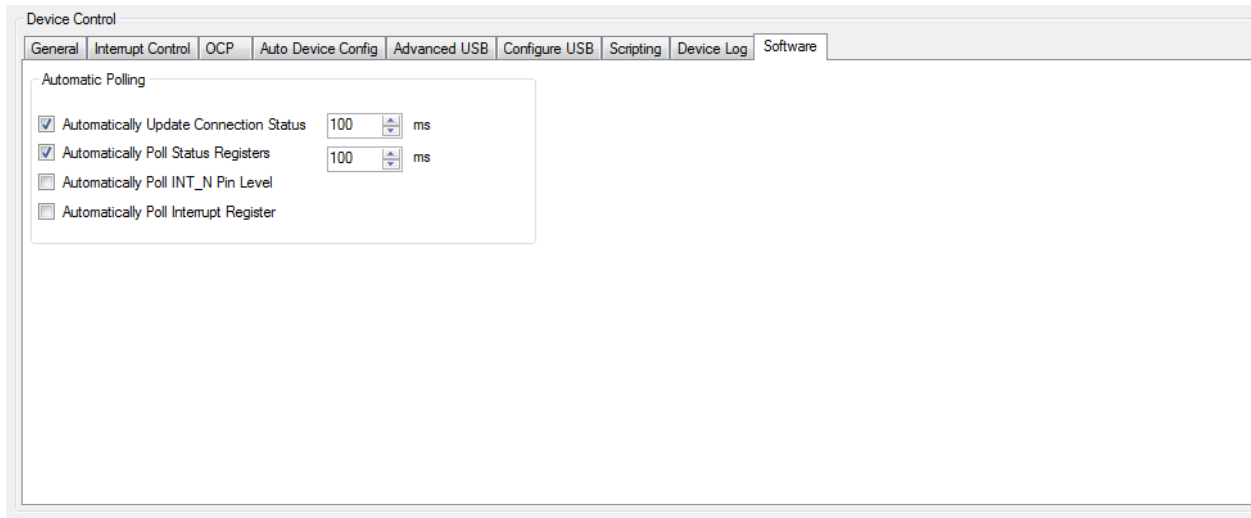 Device Control
General Interrupt Control OCP Auto Device Config Advanced USB Configure USB Scripting Device Log Software
Automatic Polling
Automatically Update Connection Status 100 ms
Automatically Poll Status Registers 100 ms
Automatically Poll INT_N Pin Level
Automatically Poll Interrupt Register